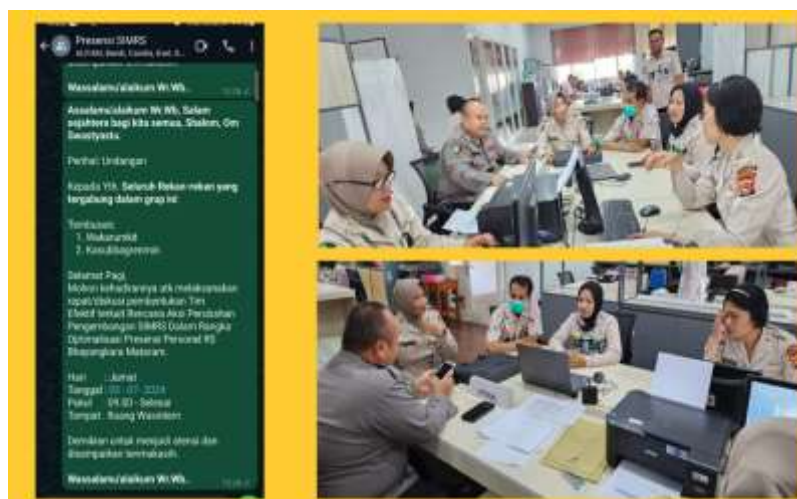 Presensi SIMRS
Wassalamu'alaikum Wr.Wb..
Assalamu'alaikum Wr.Wb, Salam
sejahtera bagi kita semua, Shalom, Om
Swastyastu.
Perihal: Undangan
Kepada Yth. Seluruh Rekan-rekan yang
tergabung dalam grup ini
Tembusan:
1. Wakarumkit
2. Kasubbagrenmin
Selamat Pagi,
Mohon kehadirannya utk melaksanakan
rapat/diskusi pembentukan Tim
Efektif terkait Rencana Aksi Perubahan
Pengembangan SIMRS Dalam Rangka
Optimalisasi Presensi Personel RS
Bhayangkara Mataram.
Hari : Jumat
Tanggal - 07 - 2024
Pukul : 09.00 - Selesai
Tempat : Ruang Wasintern
Demikian untuk menjadi atensi dan
disampaikan terimakasih.
Wassalamu'alaikum Wr.Wb..